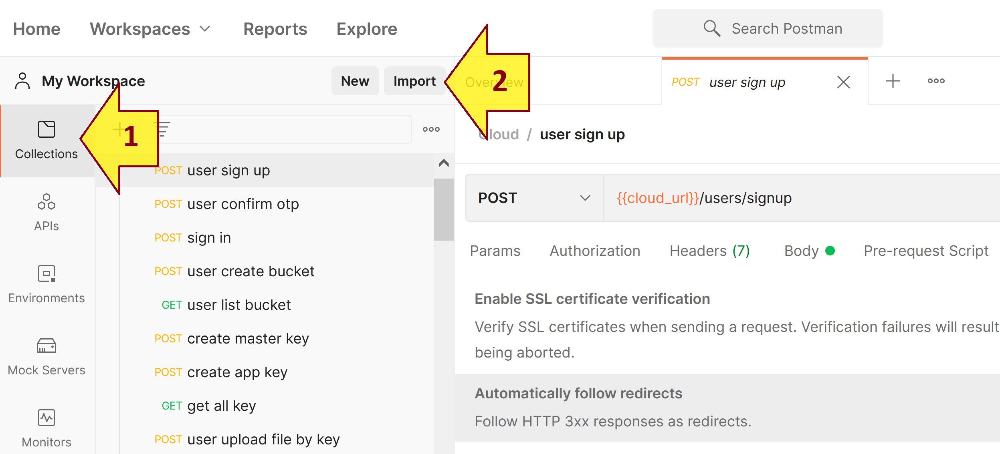 Home Workspaces Reports Explore Search Postman
My Workspace New Import Overview POST user sign up
2
1
Cloud / user sign up
Collections
APIs
Environments
Mock Servers
Monitors
POST user sign up
POST user confirm otp
POST sign in
POST user create bucket
GET user list bucket
POST create master key
POST create app key
GET get all key
POST user upload file by key
POST {{cloud_url}}/users/signup
Params Authorization Headers (7) Body Pre-request Script
Enable SSL certificate verification
Verify SSL certificates when sending a request. Verification failures will result
being aborted.
Automatically follow redirects
Follow HTTP 3xx responses as redirects.